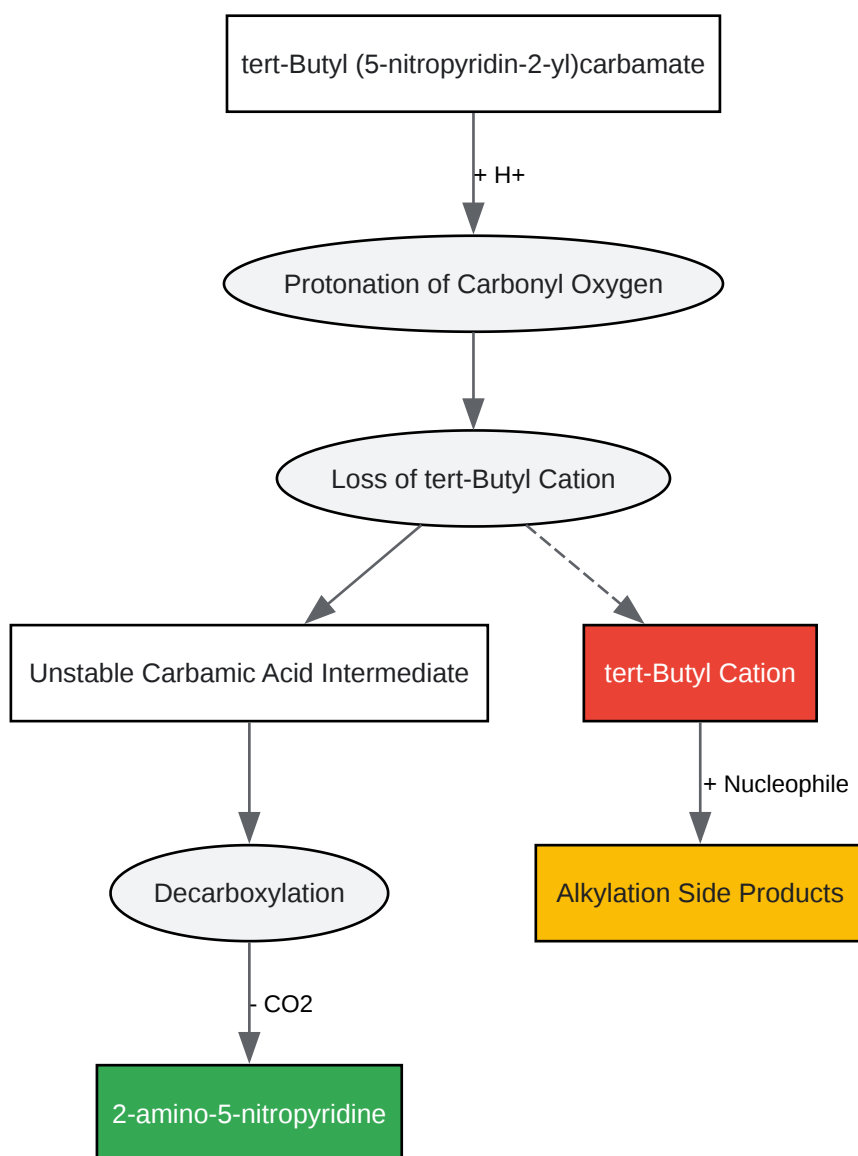 tert-Butyl (5-nitropyridin-2-yl)carbamate
+ H+
Protonation of Carbonyl Oxygen
Loss of tert-Butyl Cation
Unstable Carbamic Acid Intermediate
tert-Butyl Cation
+ Nucleophile
Decarboxylation
Alkylation Side Products
- CO2
2-amino-5-nitropyridine